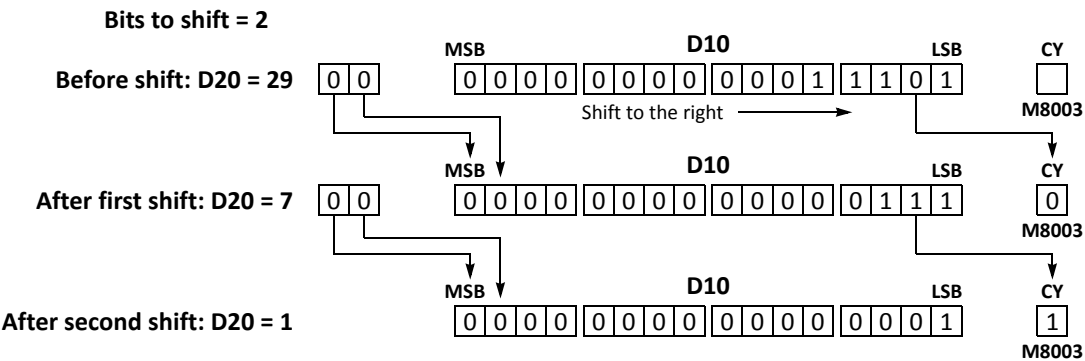 Bits to shift = 2
MSB D10 LSB CY
Before shift: D20 = 29 0 0 0 0 0 0 0 0 0 0 0 0 0 1 1 1 0 1
Shift to the right M8003
MSB D10 LSB CY
After first shift: D20 = 7 0 0 0 0 0 0 0 0 0 0 0 0 0 0 0 1 1 1 0
M8003
MSB D10 LSB CY
After second shift: D20 = 1 0 0 0 0 0 0 0 0 0 0 0 0 0 0 0 1 1
M8003